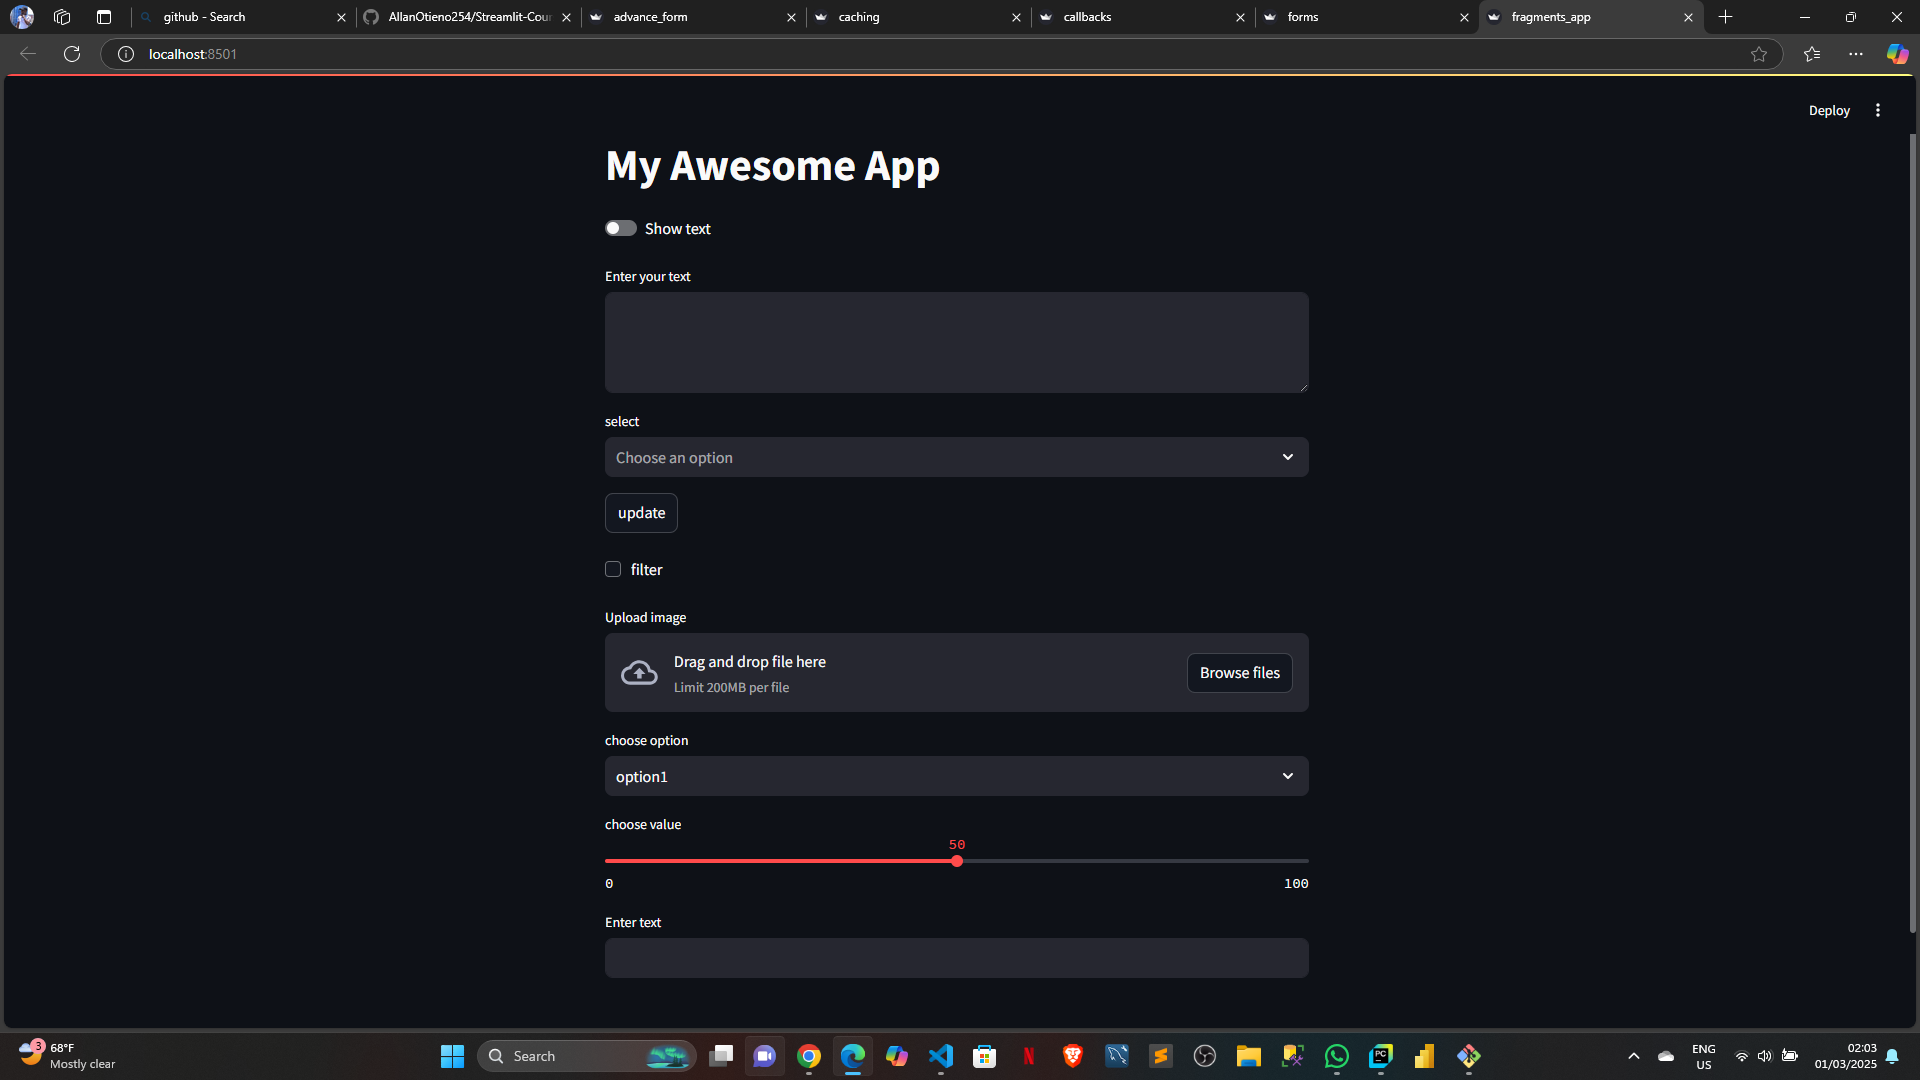 github - Search
AllanOtieno254/Streamlit-Cour
advance_form
caching
callbacks
forms
fragments_app
localhost:8501
Deploy
My Awesome App
Show text
Enter your text
select
Choose an option
update
filter
Upload image
Drag and drop file here
Limit 200MB per file
Browse files
choose option
option1
choose value
50
0
100
Enter text
3
68°F
Mostly clear
Search
PC
ENG
US
02:03
01/03/2025